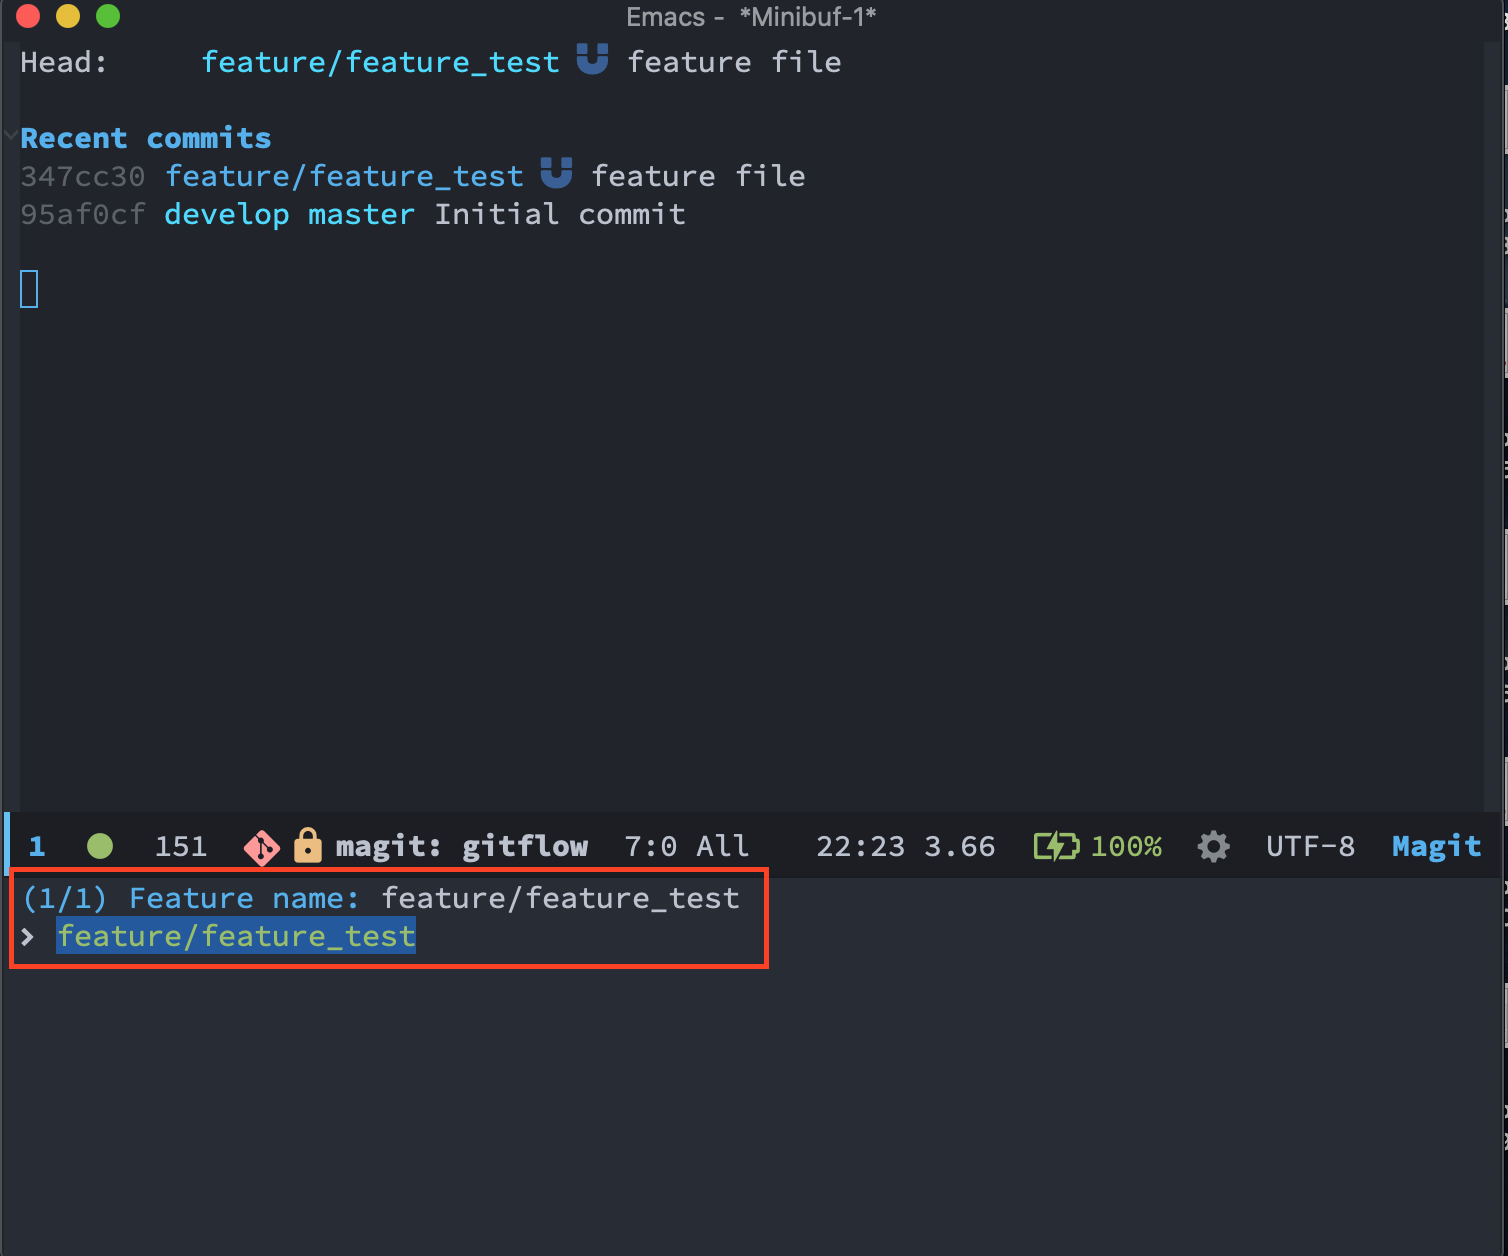 Emacs - *Minibuf-1*
Head: feature/feature_test feature file
Recent commits
347cc30 feature/feature_test feature file
95af0cf develop master Initial commit
1 151 magit: gitflow 7:0 All 22:23 3.66 100% UTF-8 Magit
(1/1) Feature name: feature/feature_test
> feature/feature_test